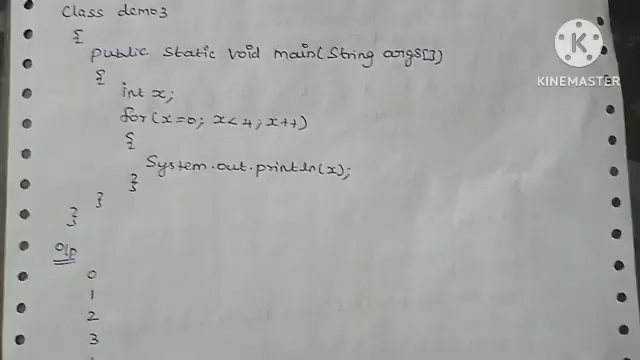 class demo3
{
public static void main(String args[])
{
int x;
for(x=0; x<4; x++)
{
System.out.println(x);
}
}
}
O/p
0
1
2
3
K
KINEMASTER